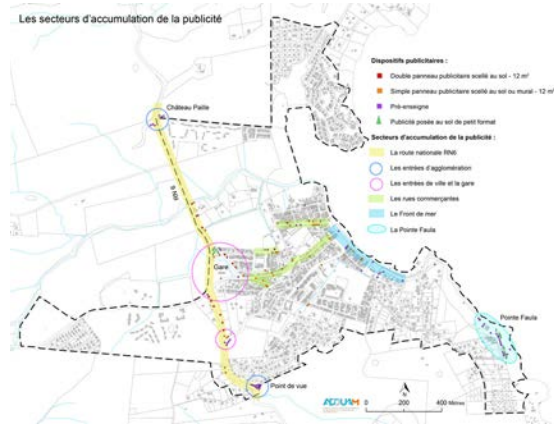 Les secteurs d'accumulation de la publicité
Dispositifs publicitaires :
Double panneau publicitaire scellé au sol - 12 m²
Simple panneau publicitaire scellé au sol ou mural - 12 m²
Pré-enseigne
Publicité posée au sol de petit format
Secteurs d'accumulation de la publicité :
La route nationale RN6
Les entrées d'agglomération
Les entrées de ville et la gare
Les rues commerçantes
Le Front de mer
La Pointe Faula
Château Paille
Gare
Pointe Faula
Point de vue
0 200 400 Mètres